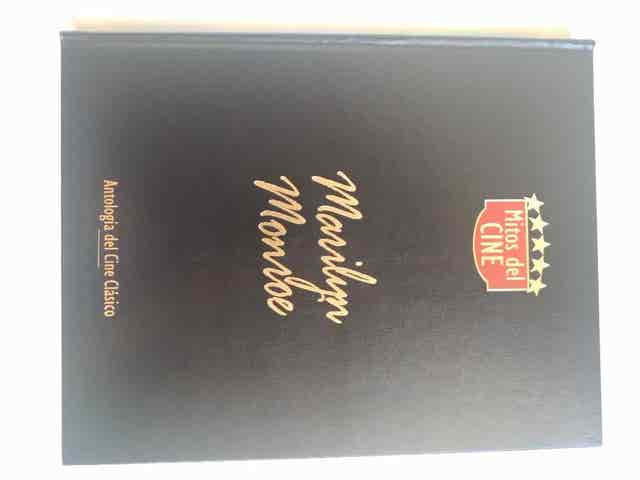 Mitos del
CINE
Marilyn
Monroe
Antología del Cine Clásico